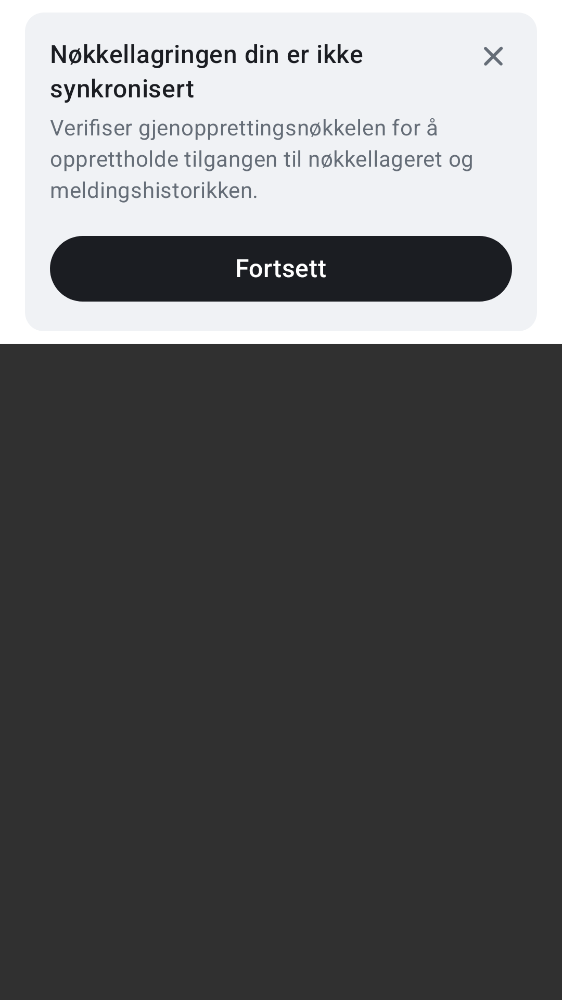 Nøkkellagringen din er ikke
synkronisert
Verifiser gjenopprettingsnøkkelen for å
opprettholde tilgangen til nøkkellageret og
meldingshistorikken.
Fortsett